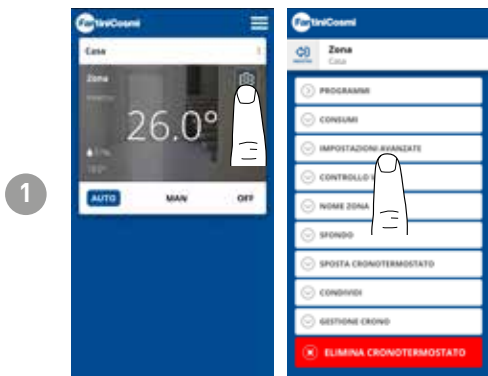 1
FantiniCosmi
Casa
Zona
26.0°
AUTO MAN OFF
FantiniCosmi
Zona
Casa
PROGRAMMI
CONSUMI
IMPOSTAZIONI AVANZATE
CONTROLLO
NOME ZONA
SFONDO
SPOSTA CRONOTERMOSTATO
CONDIVIDI
GESTIONE CRONO
ELIMINA CRONOTERMOSTATO